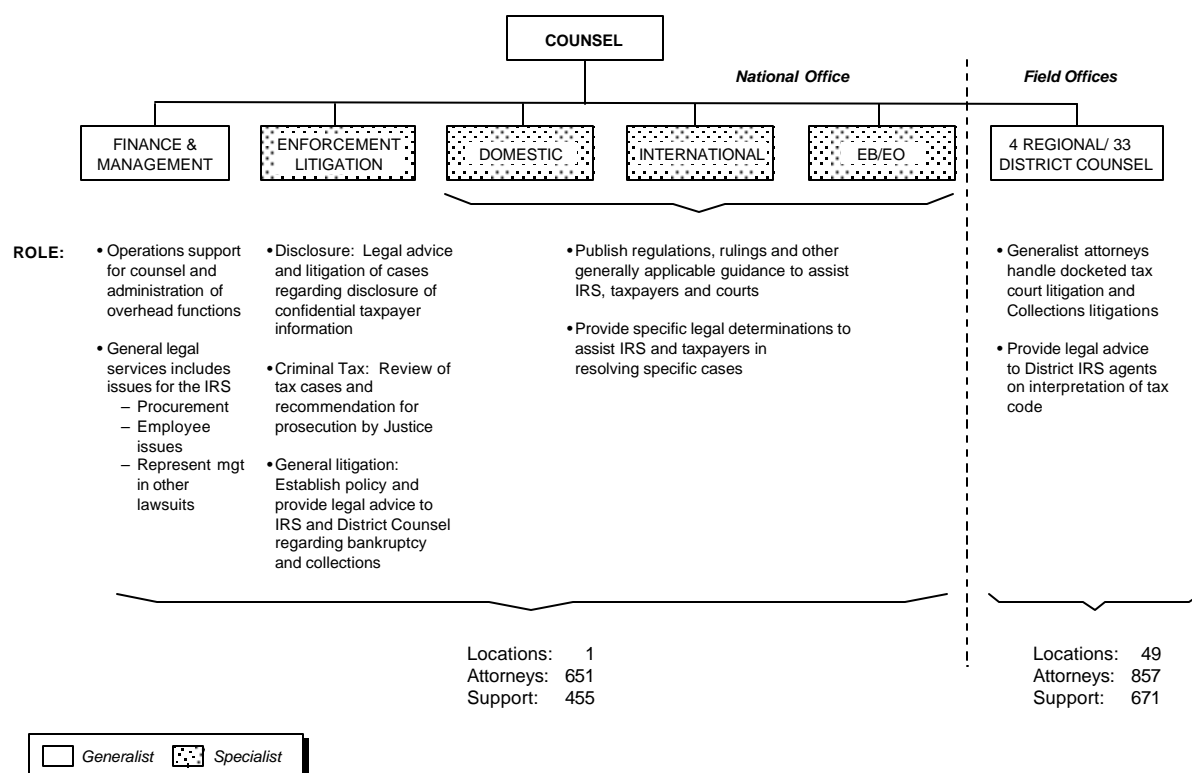 COUNSEL
National Office
Field Offices
FINANCE &
MANAGEMENT
ENFORCEMENT
LITIGATION
DOMESTIC
INTERNATIONAL
EB/EO
4 REGIONAL/ 33
DISTRICT COUNSEL
ROLE:
• Operations support
for counsel and
administration of
overhead functions
• General legal
services includes
issues for the IRS
– Procurement
– Employee
issues
– Represent mgt
in other
lawsuits
• Disclosure: Legal advice
and litigation of cases
regarding disclosure of
confidential taxpayer
information
• Criminal Tax: Review of
tax cases and
recommendation for
prosecution by Justice
• General litigation:
Establish policy and
provide legal advice to
IRS and District Counsel
regarding bankruptcy
and collections
• Publish regulations, rulings and other
generally applicable guidance to assist
IRS, taxpayers and courts
• Provide specific legal determinations to
assist IRS and taxpayers in
resolving specific cases
• Generalist attorneys
handle docketed tax
court litigation and
Collections litigations
• Provide legal advice
to District IRS agents
on interpretation of tax
code
Locations: 1
Attorneys: 651
Support: 455
Locations: 49
Attorneys: 857
Support: 671
Generalist
Specialist